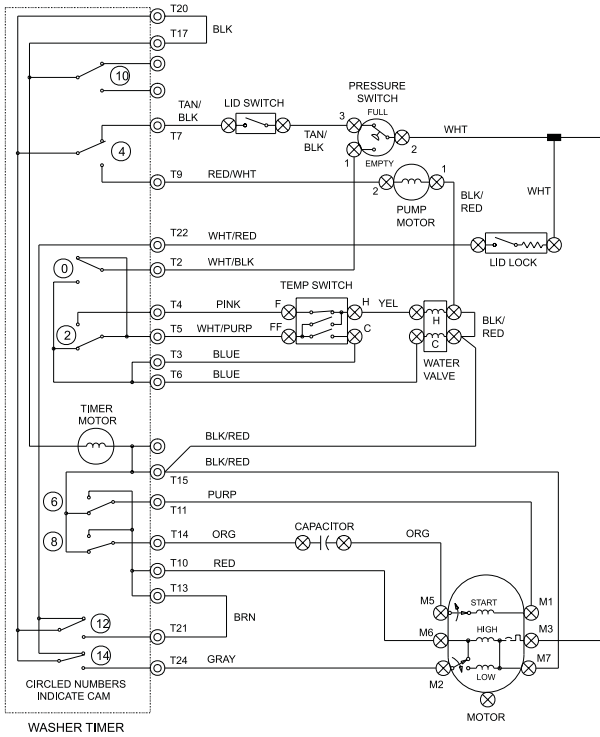 T20
BLK
T17
10
PRESSURE
SWITCH
FULL
TAN/
BLK
LID SWITCH
3
WHT
T7
TAN/
BLK
4
1
EMPTY
2
T9
RED/WHT
2
1
PUMP
MOTOR
BLK/
RED
WHT
T22
WHT/RED
LID LOCK
0
T2
WHT/BLK
TEMP SWITCH
T4
PINK
F
H
YEL
H
2
T5
WHT/PURP
FF
C
C
BLK/
RED
T3
BLUE
T6
BLUE
WATER
VALVE
TIMER
MOTOR
BLK/RED
BLK/RED
T15
6
PURP
T11
8
T14
ORG
CAPACITOR
ORG
T10
RED
T13
BRN
M5
START
M1
12
T21
M6
HIGH
M3
14
T24
GRAY
M2
LOW
M7
CIRCLED NUMBERS
INDICATE CAM
MOTOR
WASHER TIMER